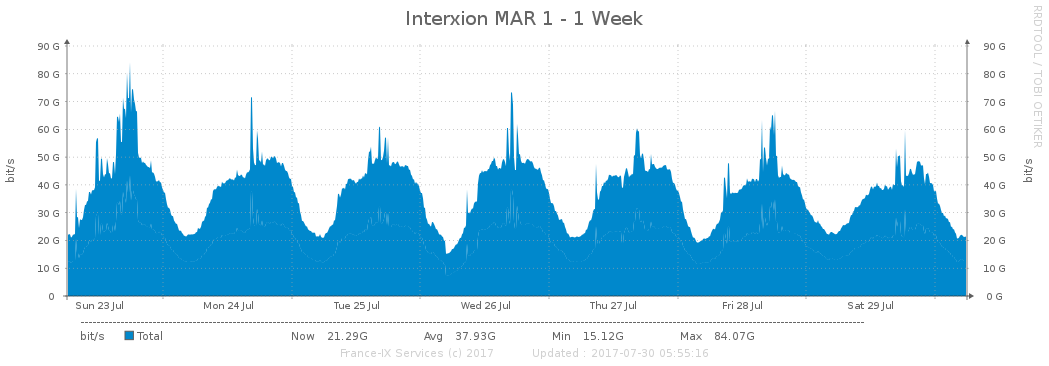 Interxion MAR 1 - 1 Week
RRDTOOL / TOBI OETIKER
bit/s
90 G 90 G
80 G 80 G
70 G 70 G
60 G 60 G
50 G 50 G
40 G 40 G
30 G 30 G
20 G 20 G
10 G 10 G
0 0 G
bit/s
Sun 23 Jul Mon 24 Jul Tue 25 Jul Wed 26 Jul Thu 27 Jul Fri 28 Jul Sat 29 Jul
bit/s Total Now 21.29G Avg 37.93G Min 15.12G Max 84.07G
France-IX Services (c) 2017 Updated : 2017-07-30 05:55:16